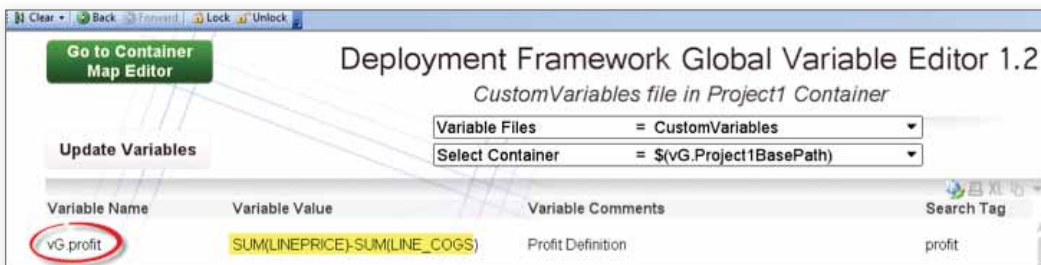 Clear Back Forward Lock Unlock
Go to Container
Map Editor
Deployment Framework Global Variable Editor 1.2
CustomVariables file in Project1 Container
Variable Files = CustomVariables
Update Variables
Select Container = $(vG.Project1BasePath)
XL
Variable Name Variable Value Variable Comments Search Tag
vG.profit SUM(LINEPRICE)-SUM(LINE_COGS) Profit Definition profit